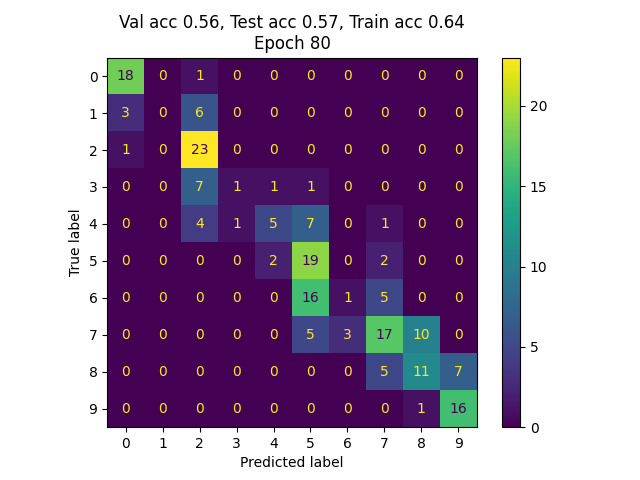 Val acc 0.56, Test acc 0.57, Train acc 0.64
Epoch 80
0 18 0 1 0 0 0 0 0 0 0
1 3 0 6 0 0 0 0 0 0 0
2 1 0 23 0 0 0 0 0 0 0
3 0 0 7 1 1 1 0 0 0 0
4 0 0 4 1 5 7 0 1 0 0
5 0 0 0 0 2 19 0 2 0 0
6 0 0 0 0 0 16 1 5 0 0
7 0 0 0 0 0 5 3 17 10 0
8 0 0 0 0 0 0 0 5 11 7
9 0 0 0 0 0 0 0 0 1 16
0 1 2 3 4 5 6 7 8 9
True label
Predicted label
20
15
10
5
0